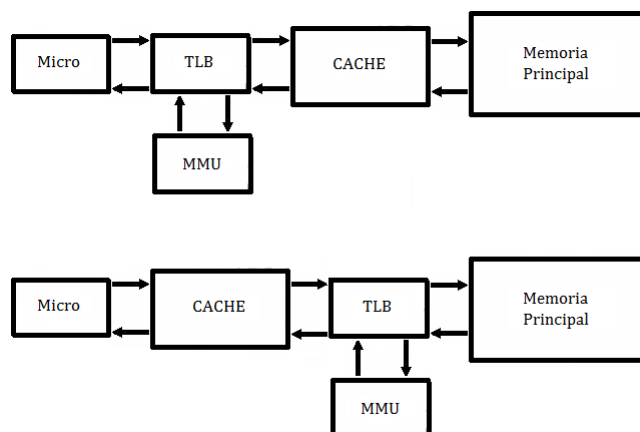 Micro
TLB
CACHE
Memoria
Principal
MMU
Micro
CACHE
TLB
Memoria
Principal
MMU